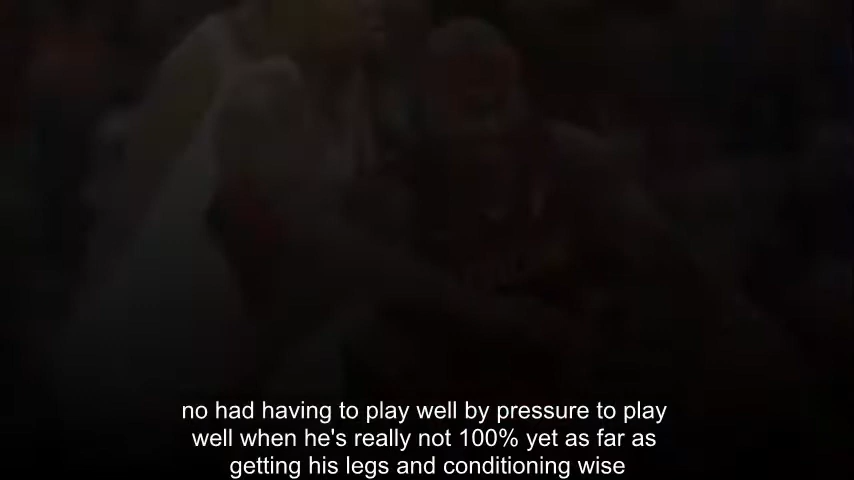 no had having to play well by pressure to play
well when he's really not 100% yet as far as
getting his legs and conditioning wise